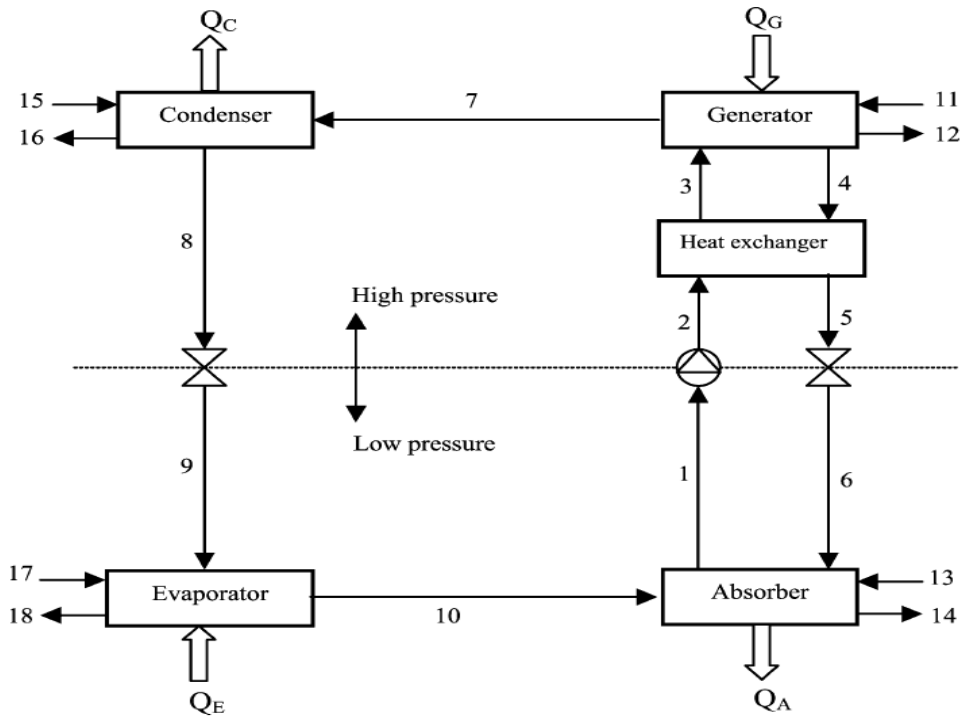 Q_C
Q_G
15
Condenser
7
Generator
11
16
12
3
4
8
Heat exchanger
High pressure
2
5
Low pressure
9
1
6
17
Evaporator
Absorber
13
18
10
14
Q_E
Q_A